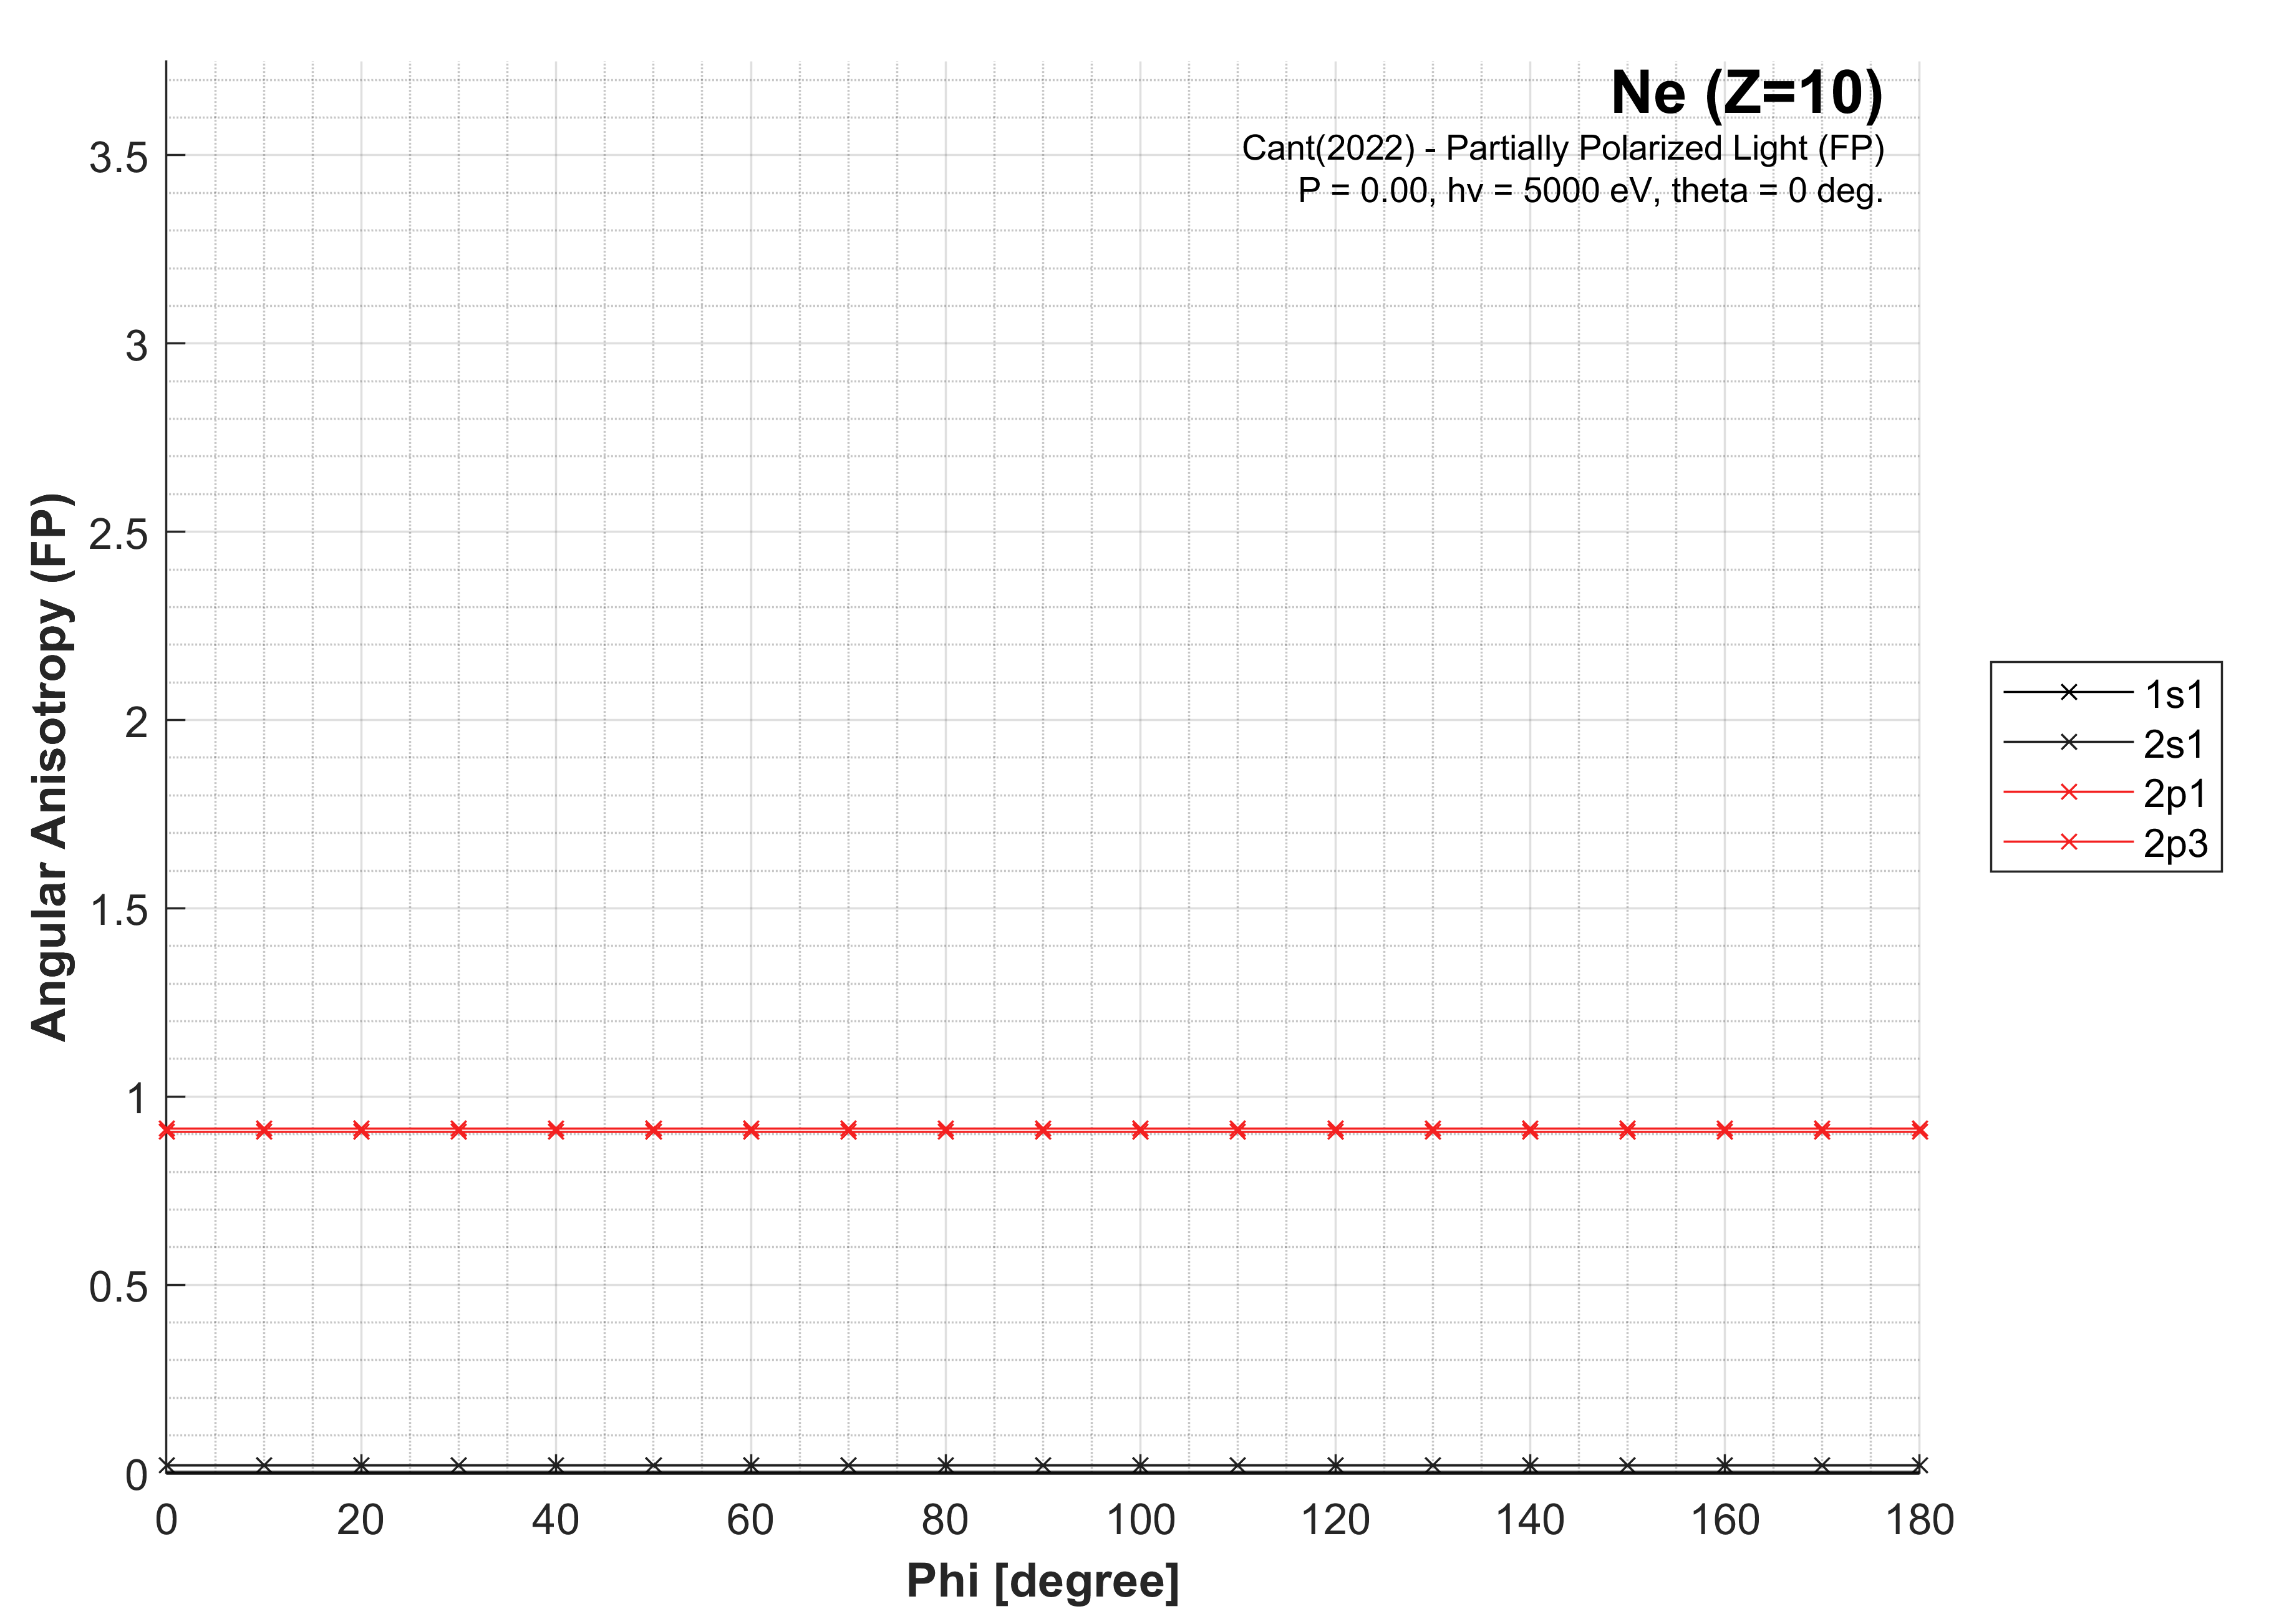 Ne (Z=10)
Cant(2022) - Partially Polarized Light (FP)
P = 0.00, hv = 5000 eV, theta = 0 deg.
Angular Anisotropy (FP)
3.5
3
2.5
2
1.5
1
0.5
0
0 20 40 60 80 100 120 140 160 180
Phi [degree]
1s1
2s1
2p1
2p3